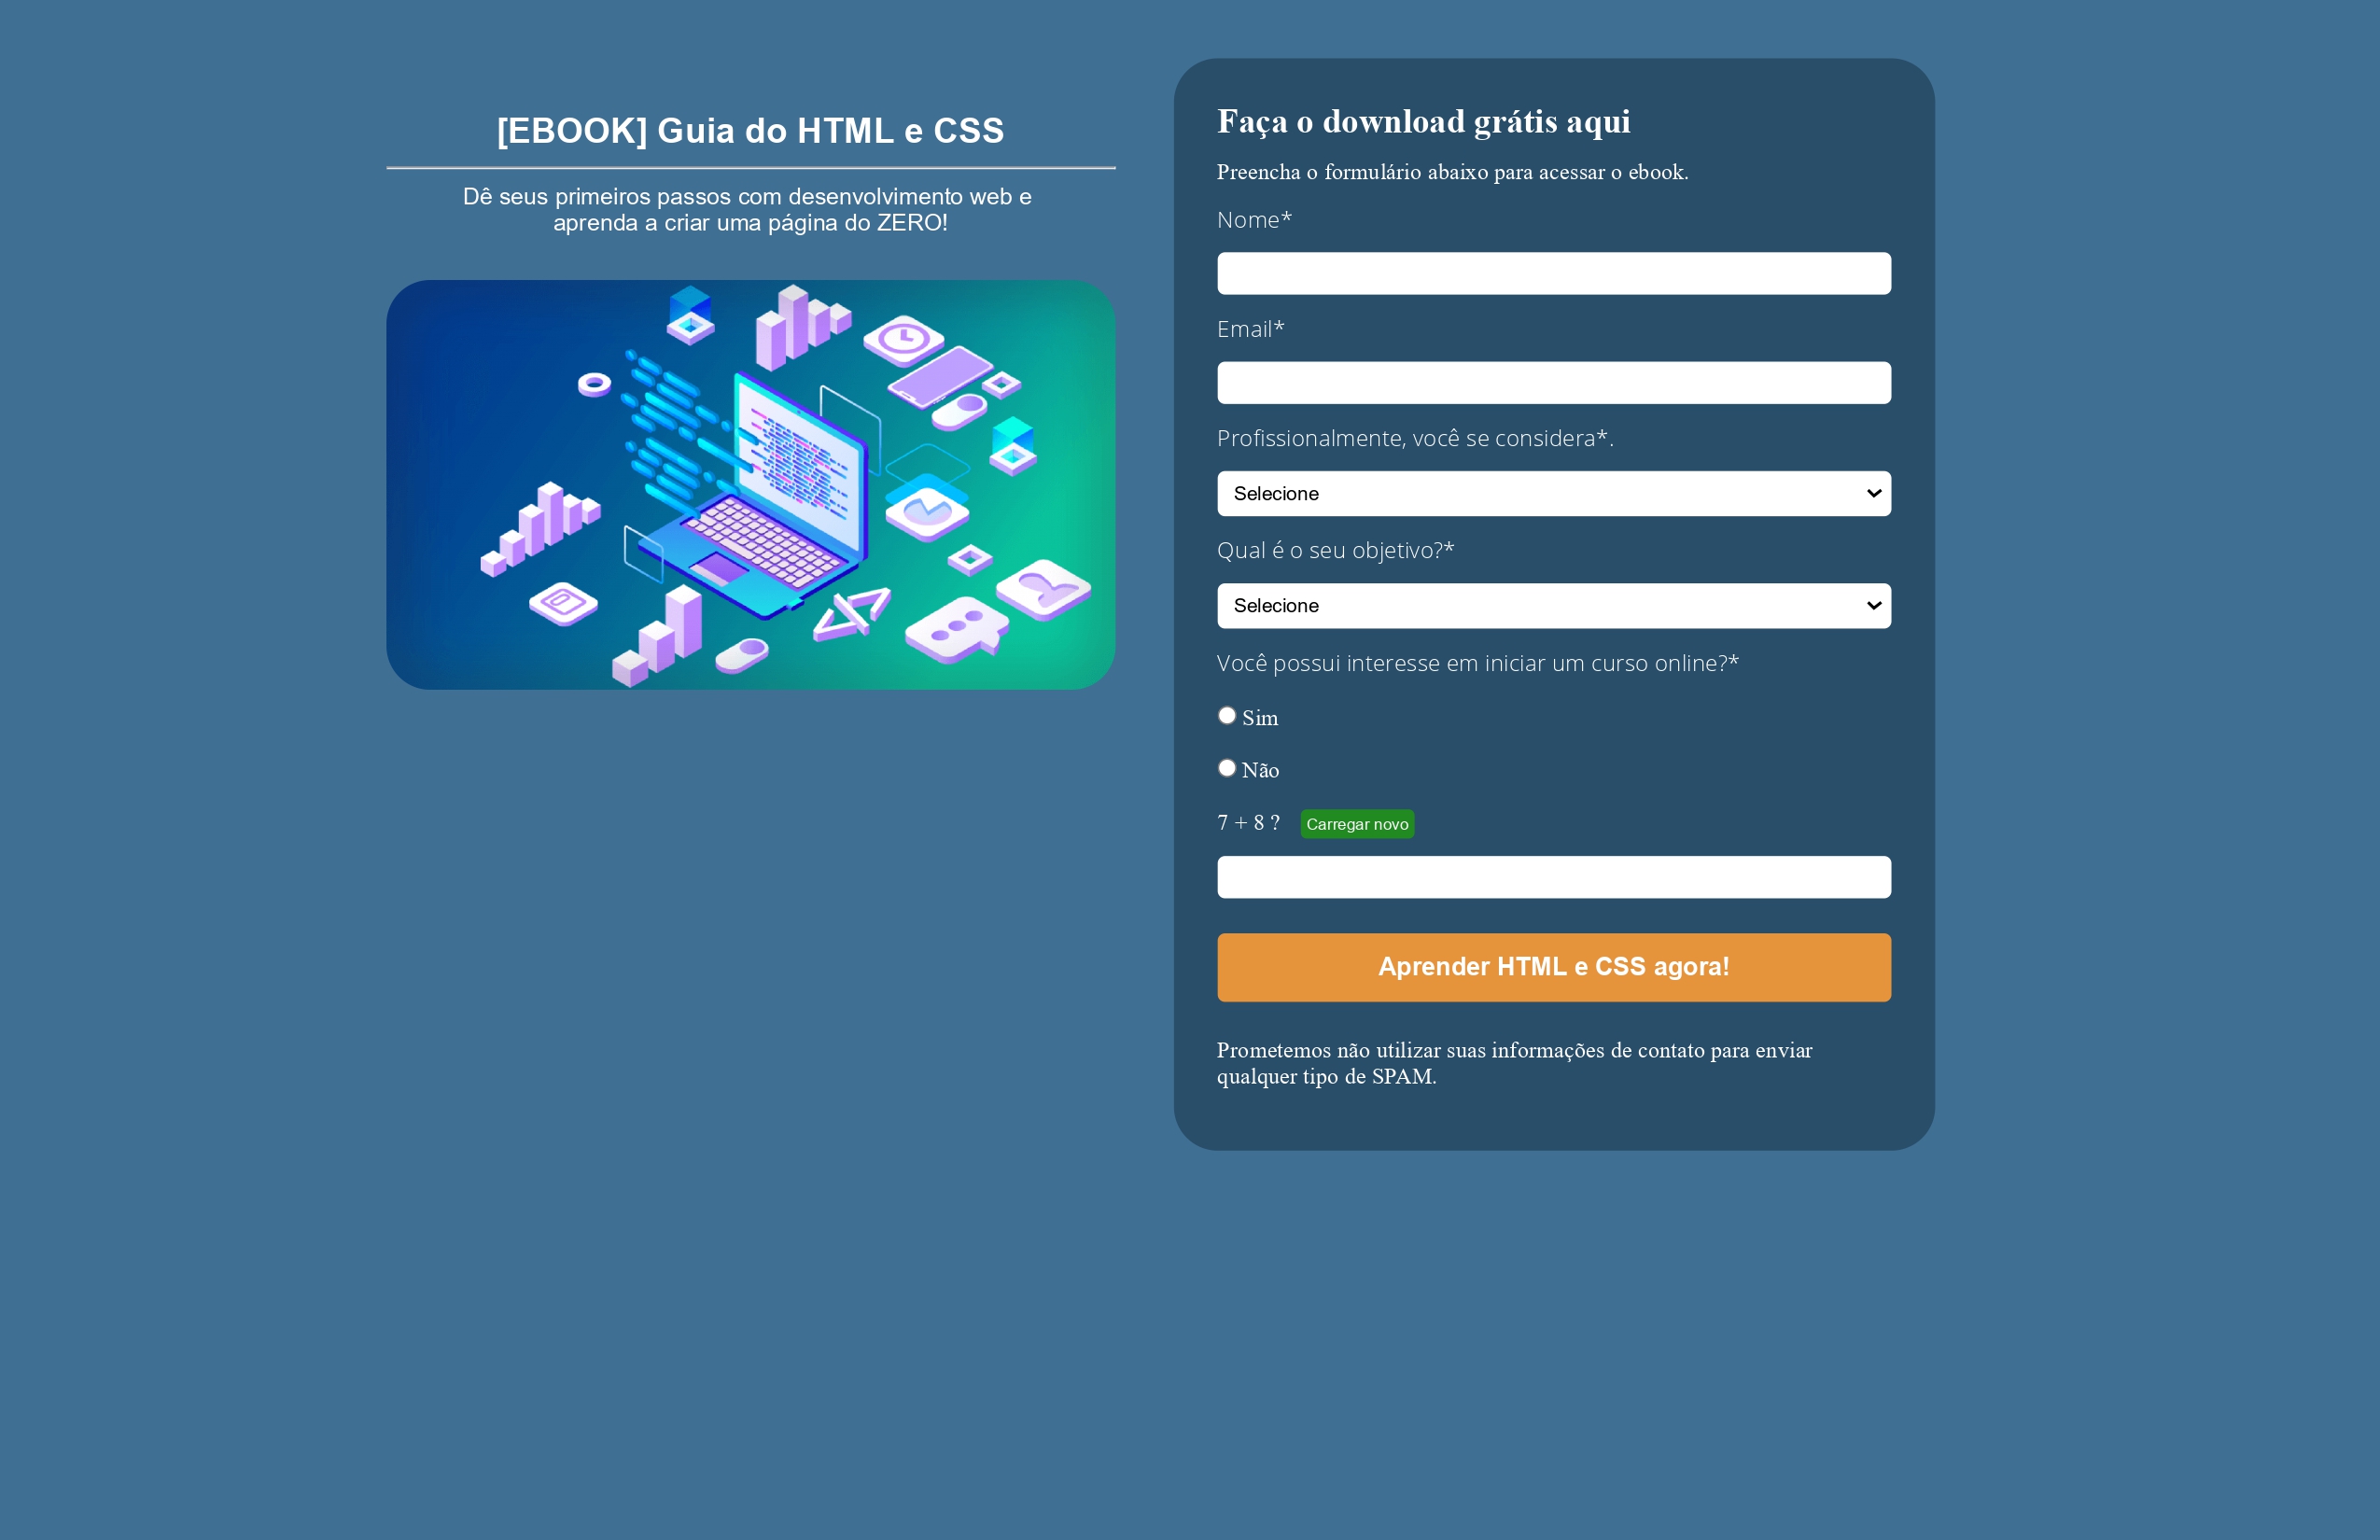 [EBOOK] Guia do HTML e CSS
Dê seus primeiros passos com desenvolvimento web e
aprenda a criar uma página do ZERO!
Faça o download grátis aqui
Preencha o formulário abaixo para acessar o ebook.
Nome*
Email*
Profissionalmente, você se considera*.
Selecione
Qual é o seu objetivo?*
Selecione
Você possui interesse em iniciar um curso online?*
Sim
Não
7 + 8 ? Carregar novo
Aprender HTML e CSS agora!
Prometemos não utilizar suas informações de contato para enviar
qualquer tipo de SPAM.